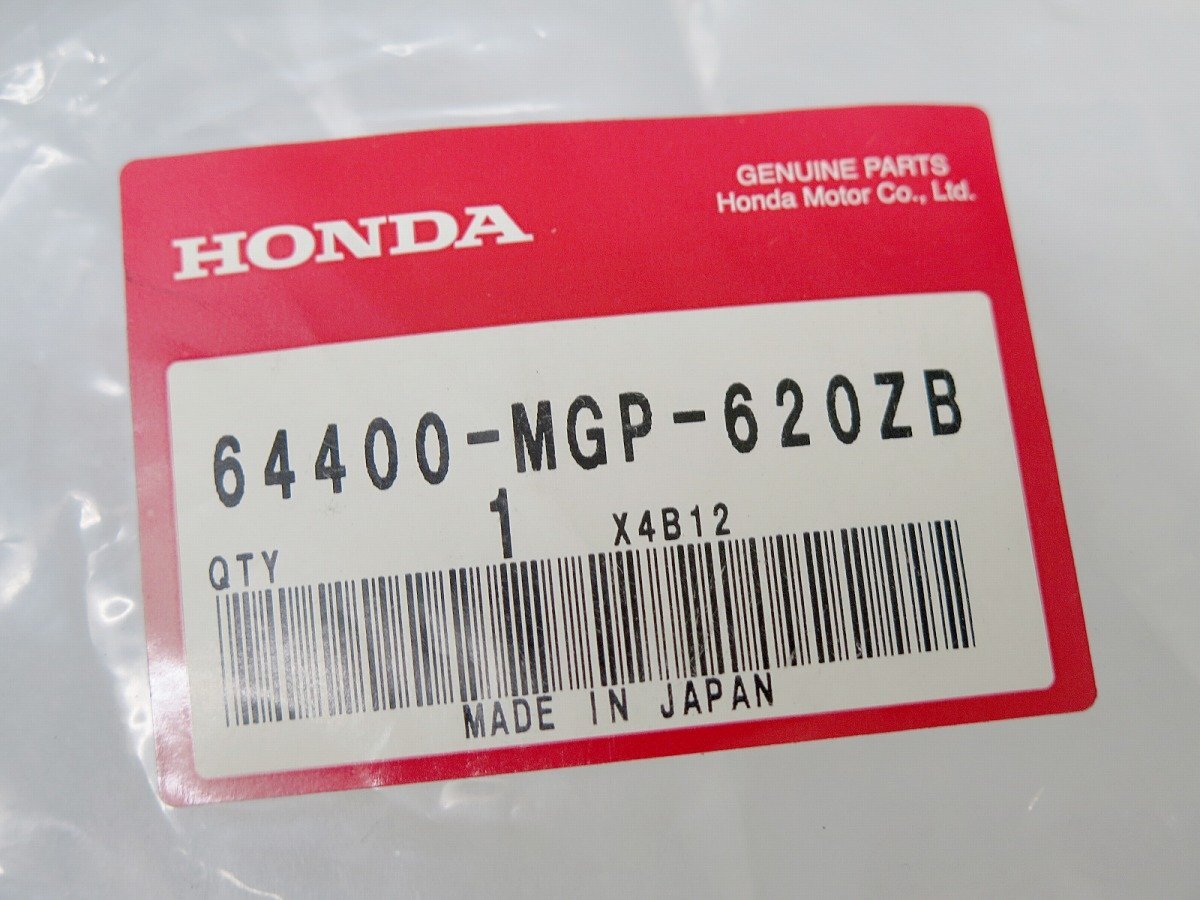 HONDA
GENUINE PARTS
Honda Motor Co., Ltd.
64400-MGP-620ZB
QTY 1 X4B12
MADE IN JAPAN